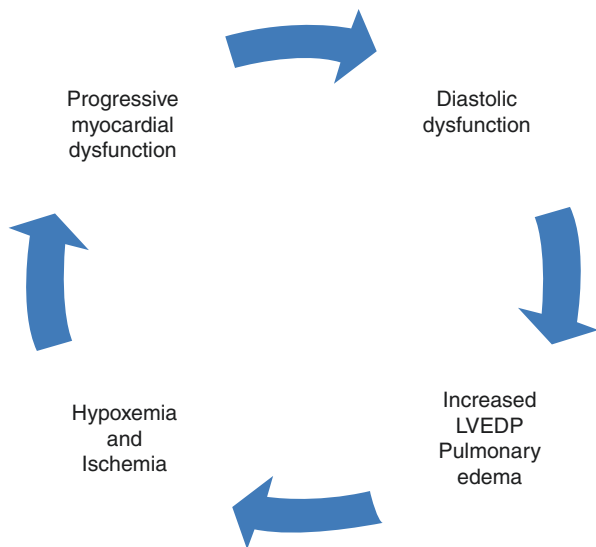 Progressive
myocardial
dysfunction
Diastolic
dysfunction
Increased
LVEDP
Pulmonary
edema
Hypoxemia
and
Ischemia